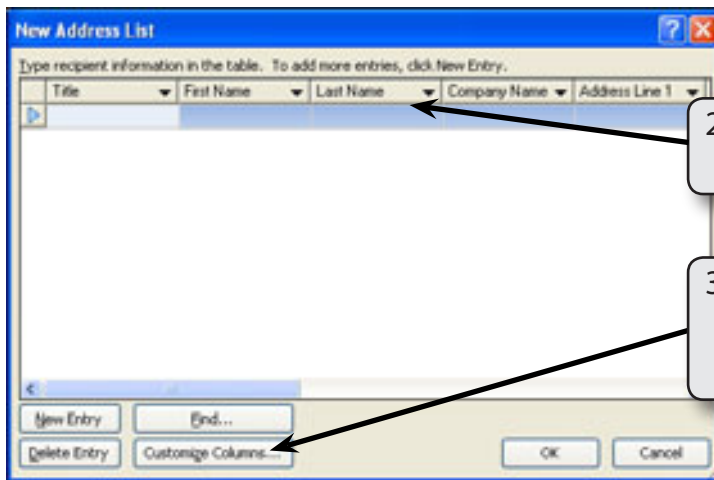 New Address List
?
Type recipient information in the table. To add more entries, click New Entry.
Title First Name Last Name Company Name Address Line 1
2
3
New Entry Find...
Delete Entry Customize Columns... OK Cancel